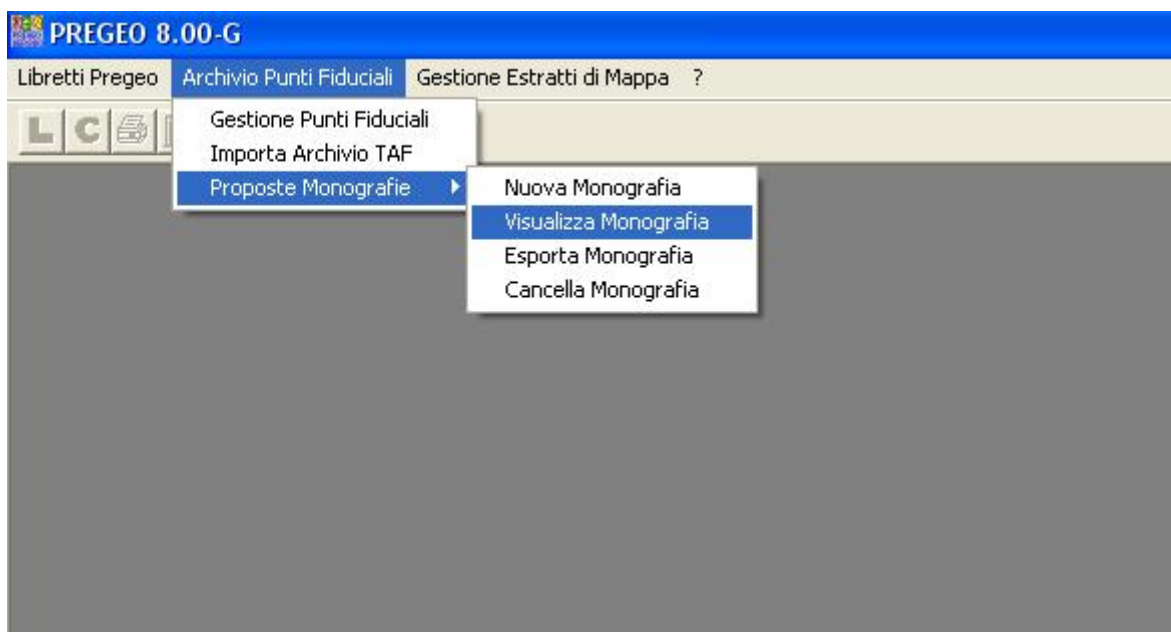 PREGEO 8.00-G
Libretti Pregeo Archivio Punti Fiduciali Gestione Estratti di Mappa ?
L C
Gestione Punti Fiduciali
Importa Archivio TAF
Proposte Monografie
Nuova Monografia
Visualizza Monografia
Esporta Monografia
Cancella Monografia